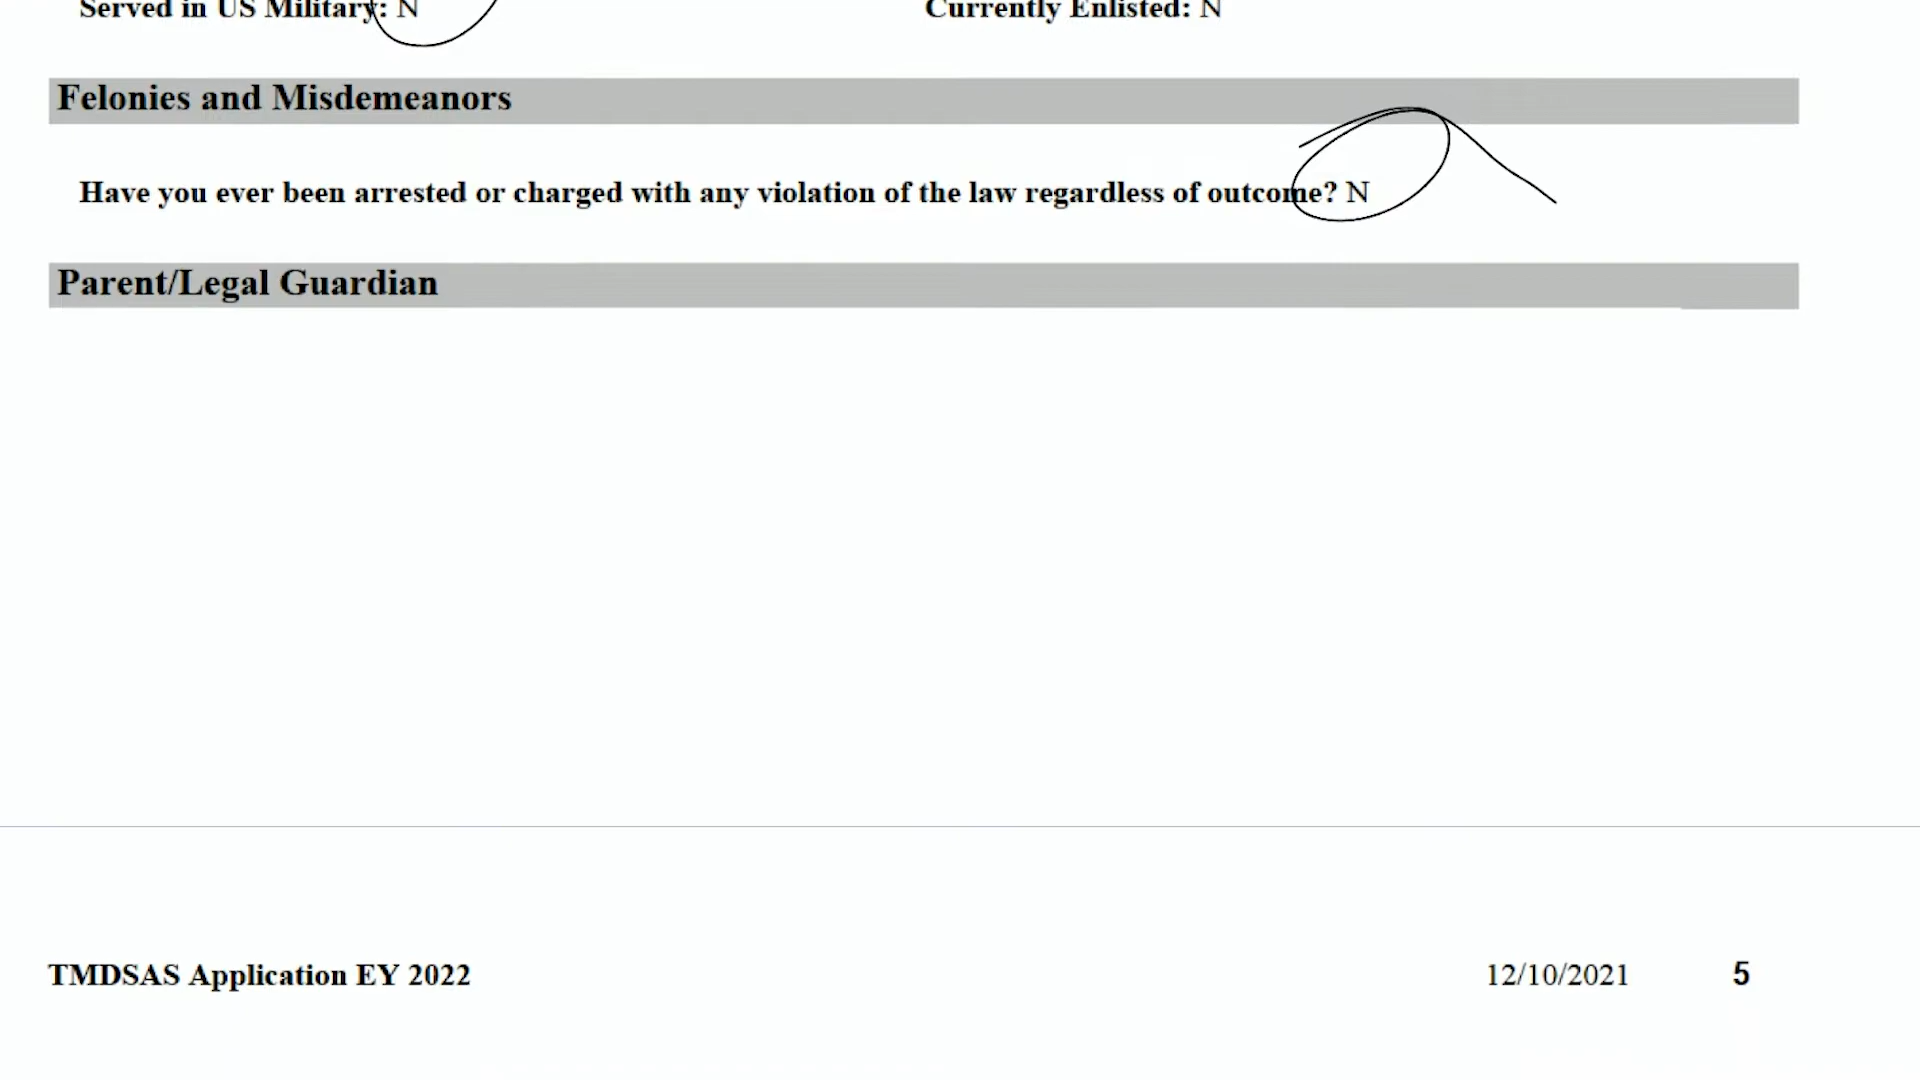 Served in US Military: N Currently Enlisted: N
Felonies and Misdemeanors
Have you ever been arrested or charged with any violation of the law regardless of outcome? N
Parent/Legal Guardian
TMDSAS Application EY 2022 12/10/2021 5